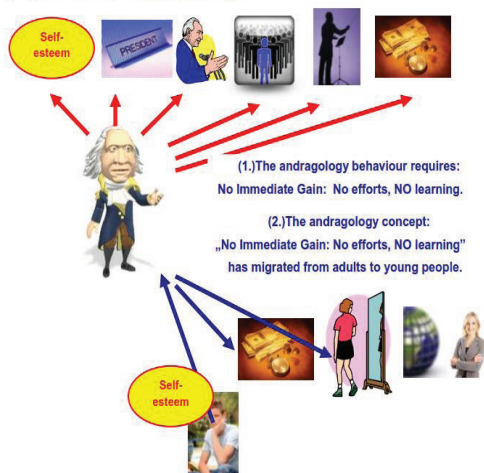 Self-
esteem
PRESIDENT
(1.)The andragology behaviour requires:
No Immediate Gain: No efforts, NO learning.
(2.)The andragology concept:
„No Immediate Gain: No efforts, NO learning”
has migrated from adults to young people.
Self-
esteem